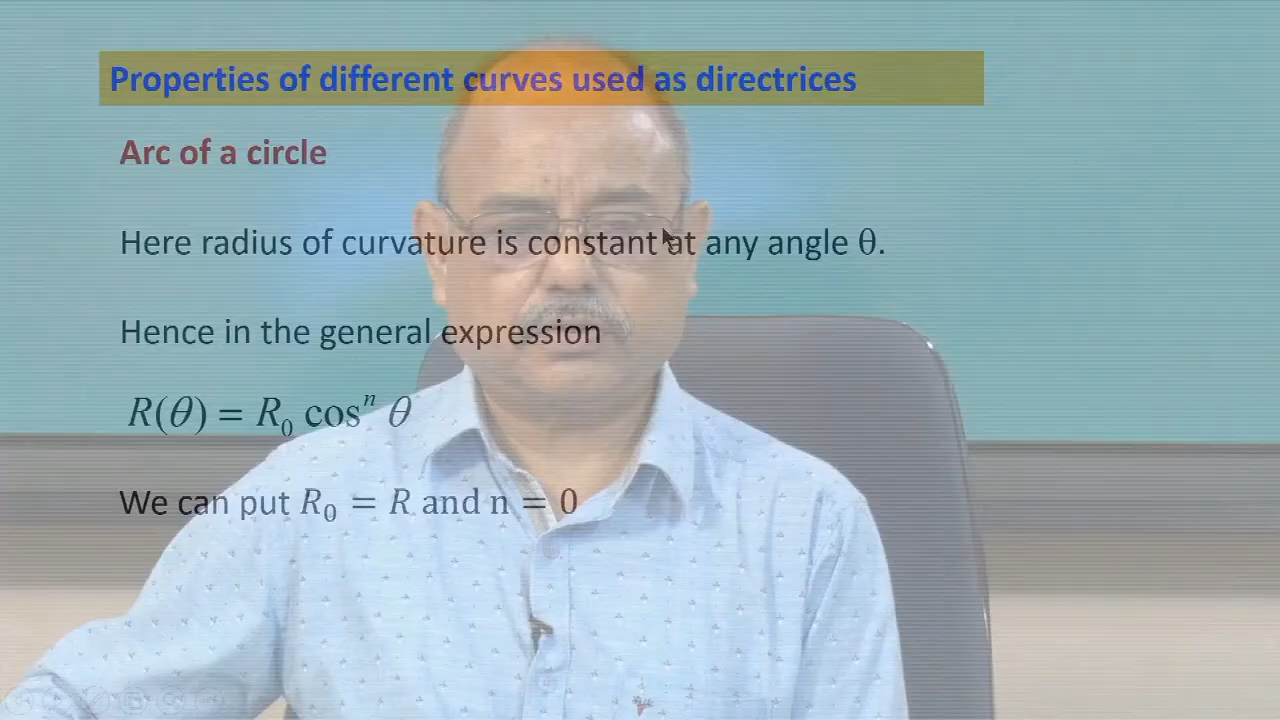 Properties of different curves used as directrices
Arc of a circle
Here radius of curvature is constant at any angle θ.
Hence in the general expression
R(θ) = R₀ cosⁿ θ
We can put R₀ = R and n = 0